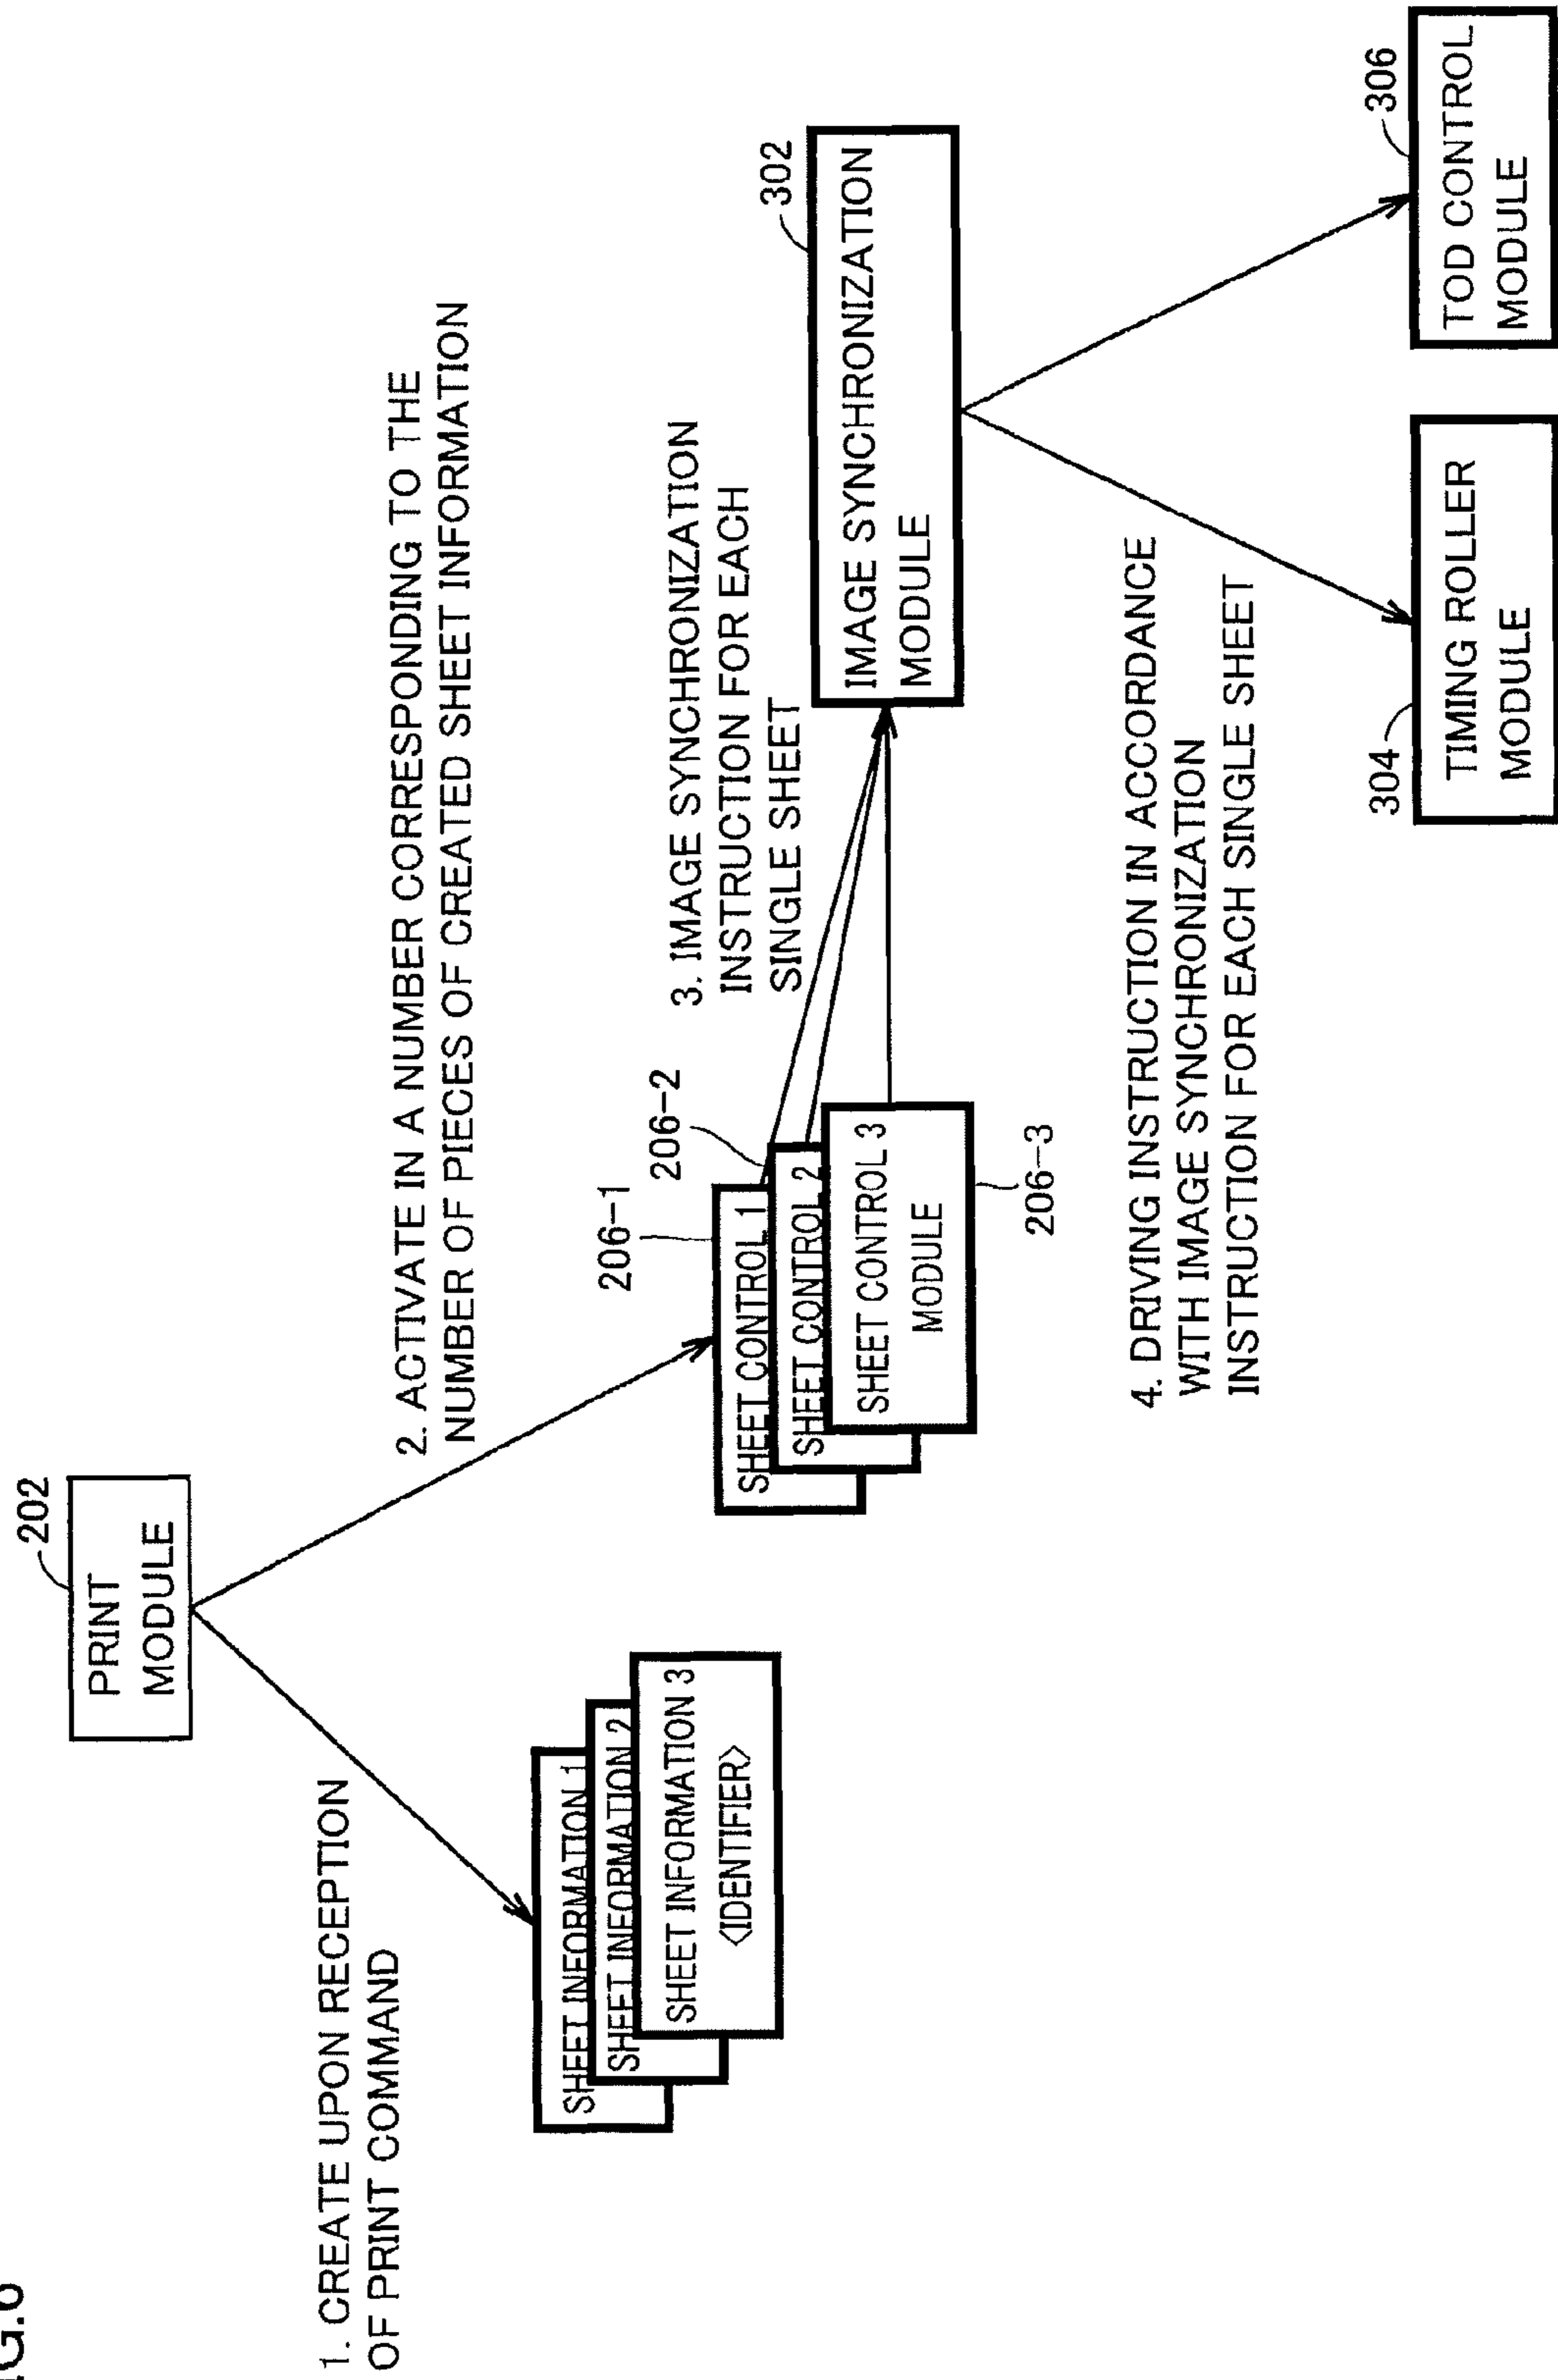 202
PRINT
MODULE
1. CREATE UPON RECEPTION
OF PRINT COMMAND
2. ACTIVATE IN A NUMBER CORRESPONDING TO THE
NUMBER OF PIECES OF CREATED SHEET INFORMATION
SHEET INFORMATION 1
SHEET INFORMATION 2
SHEET INFORMATION 3
<IDENTIFIER>
206-1
206-2
SHEET CONTROL 1
SHEET CONTROL 2
SHEET CONTROL 3
MODULE
206-3
3. IMAGE SYNCHRONIZATION
INSTRUCTION FOR EACH
SINGLE SHEET
302
IMAGE SYNCHRONIZATION
MODULE
4. DRIVING INSTRUCTION IN ACCORDANCE
WITH IMAGE SYNCHRONIZATION
INSTRUCTION FOR EACH SINGLE SHEET
304
TIMING ROLLER
MODULE
306
TOD CONTROL
MODULE